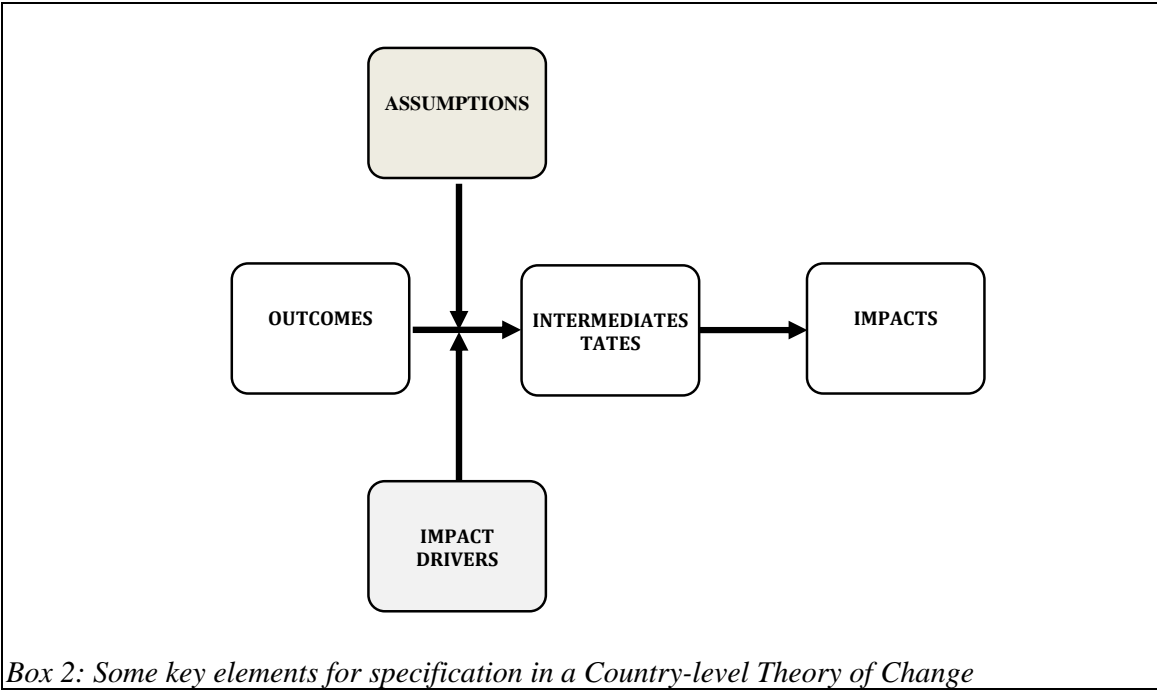 ASSUMPTIONS
OUTCOMES
INTERMEDIATES
TATES
IMPACTS
IMPACT
DRIVERS
Box 2: Some key elements for specification in a Country-level Theory of Change